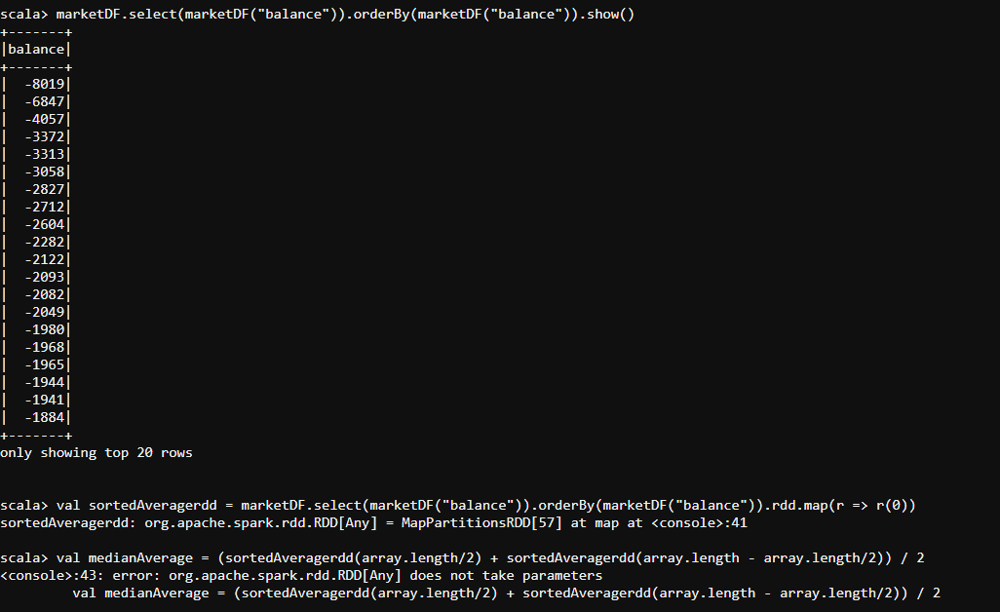 scala> marketDF.select(marketDF("balance")).orderBy(marketDF("balance")).show()
+-------+
|balance|
+-------+
|  -8019|
|  -6847|
|  -4057|
|  -3372|
|  -3313|
|  -3058|
|  -2827|
|  -2712|
|  -2604|
|  -2282|
|  -2122|
|  -2093|
|  -2082|
|  -2049|
|  -1980|
|  -1968|
|  -1965|
|  -1944|
|  -1941|
|  -1884|
+-------+
only showing top 20 rows
scala> val sortedAveragerdd = marketDF.select(marketDF("balance")).orderBy(marketDF("balance")).rdd.map(r => r(0))
sortedAveragerdd: org.apache.spark.rdd.RDD[Any] = MapPartitionsRDD[57] at map at <console>:41
scala> val medianAverage = (sortedAveragerdd(array.length/2) + sortedAveragerdd(array.length - array.length/2)) / 2
<console>:43: error: org.apache.spark.rdd.RDD[Any] does not take parameters
         val medianAverage = (sortedAveragerdd(array.length/2) + sortedAveragerdd(array.length - array.length/2)) / 2